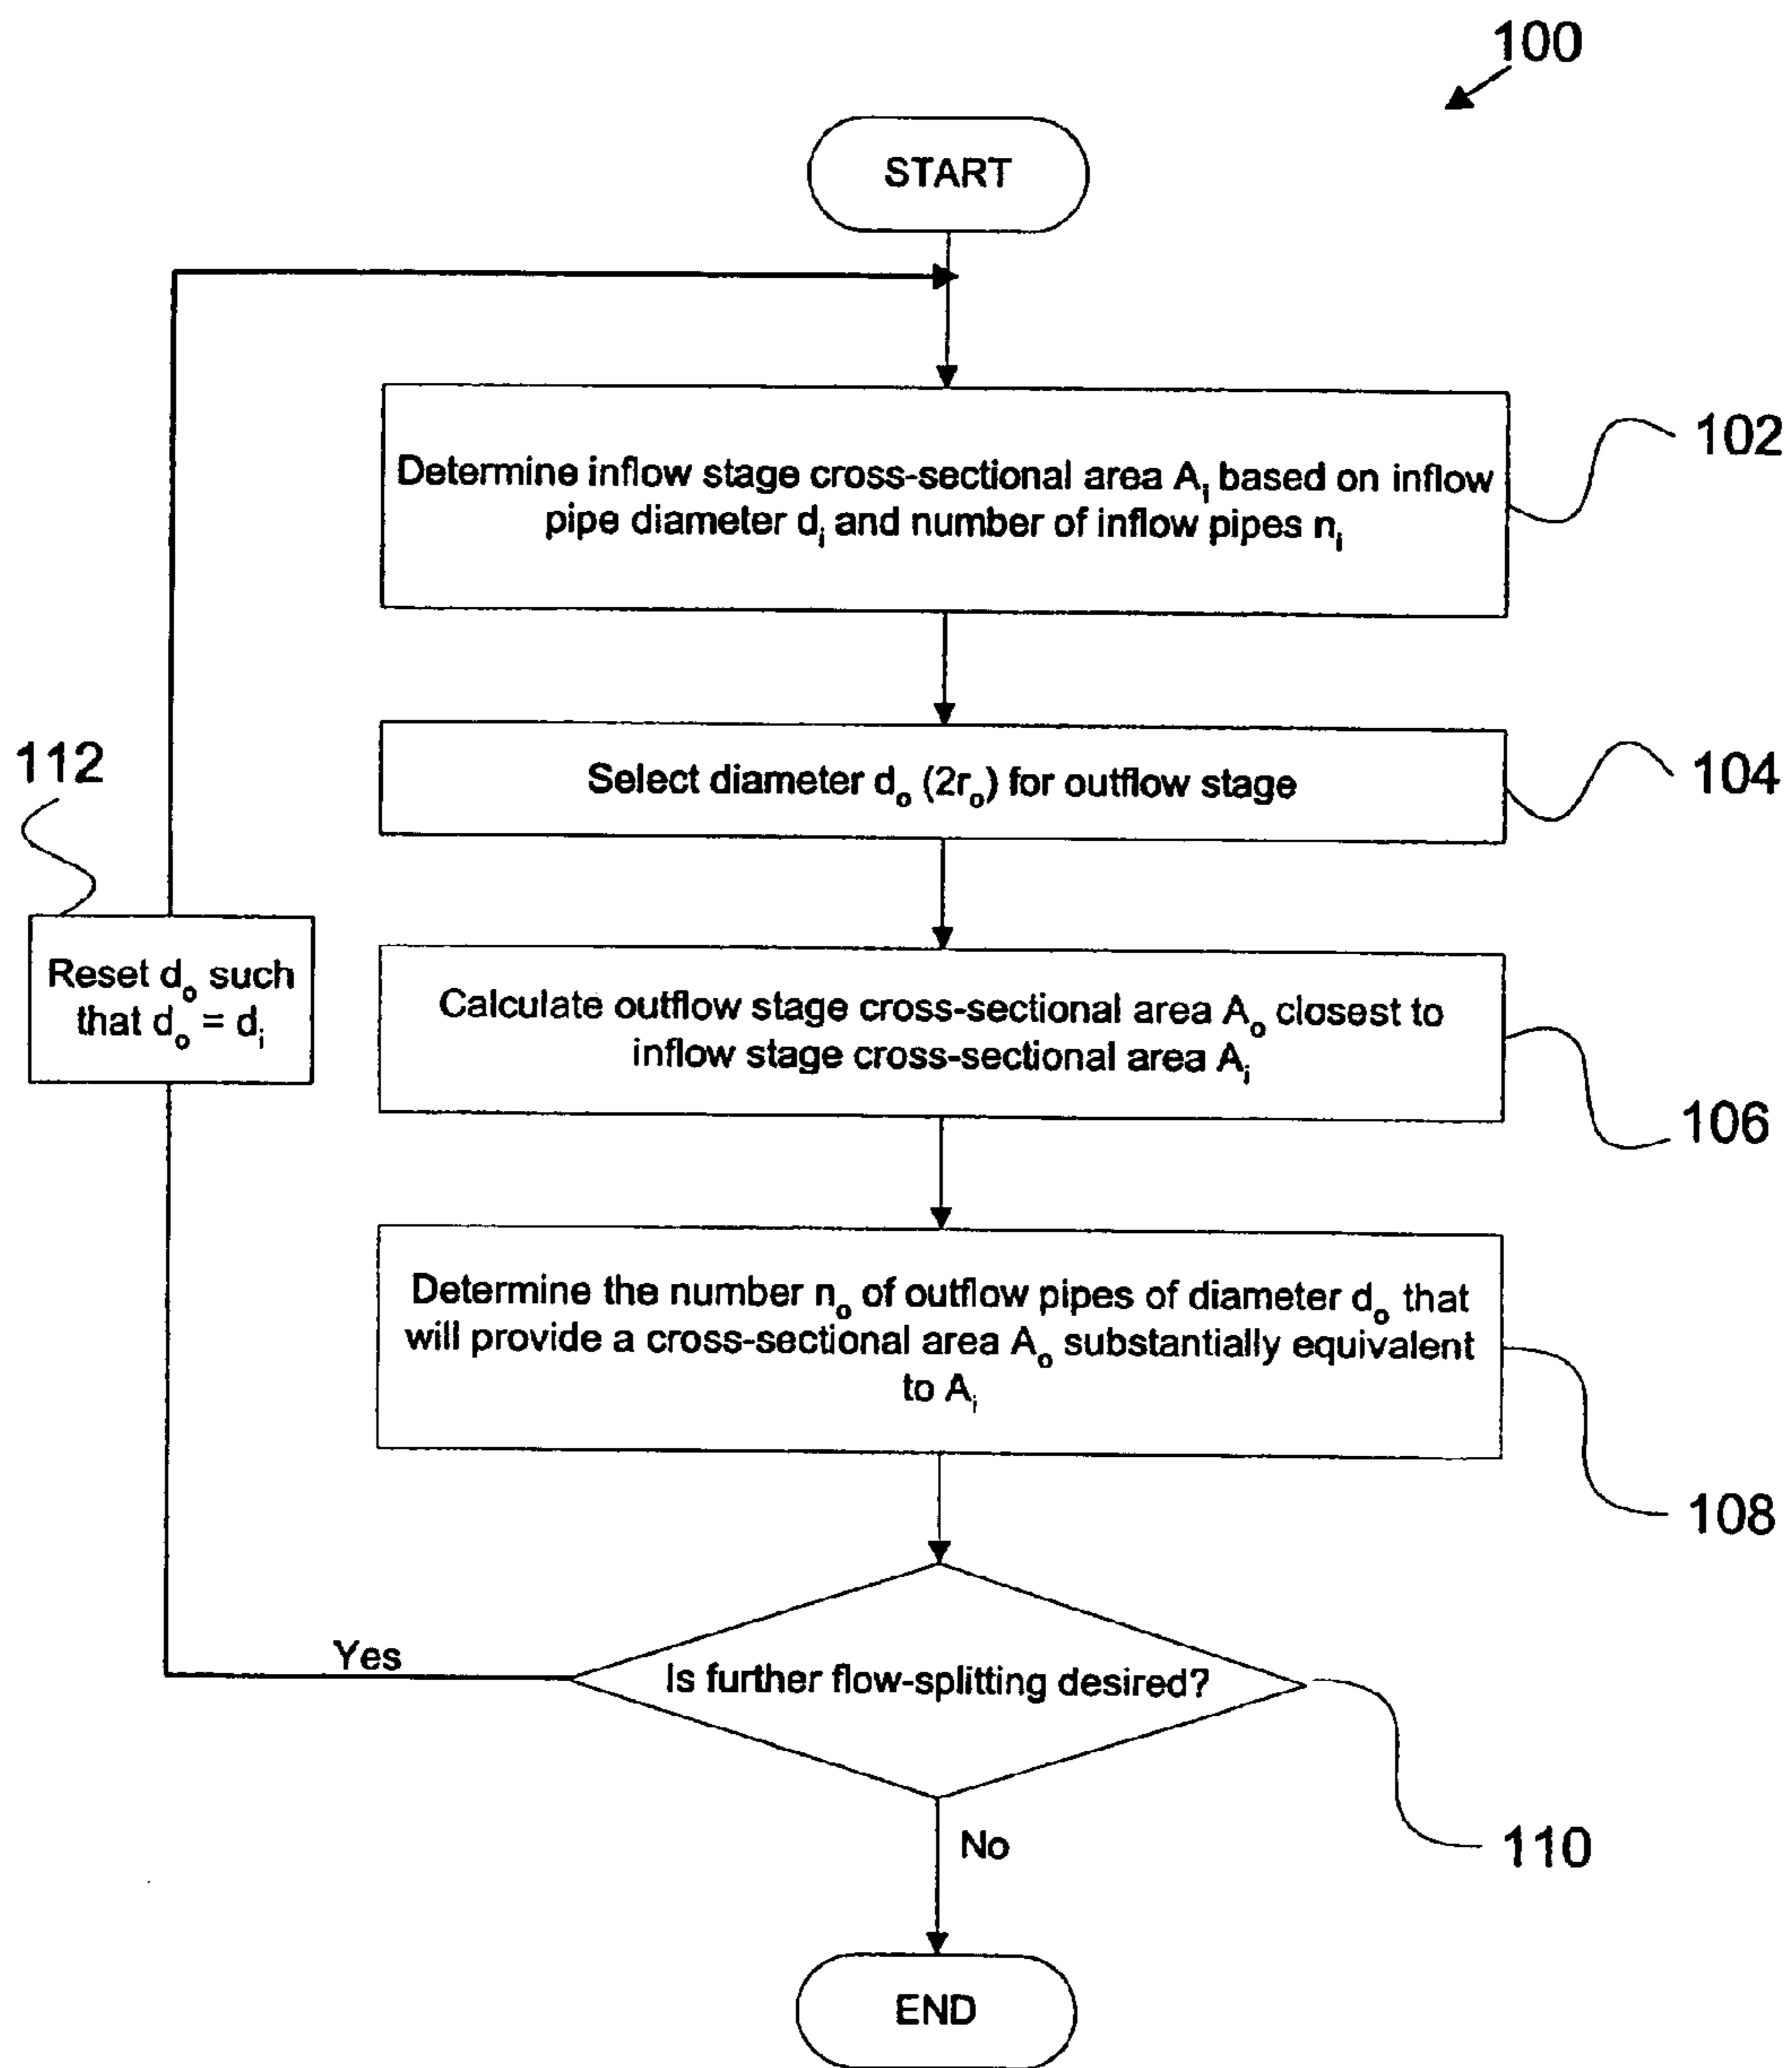 100
START
102
Determine inflow stage cross-sectional area Aᵢ based on inflow
pipe diameter dᵢ and number of inflow pipes nᵢ
104
Select diameter dₒ (2rₒ) for outflow stage
112
Reset dₒ such
that dₒ = dᵢ
Calculate outflow stage cross-sectional area Aₒ closest to
inflow stage cross-sectional area Aᵢ
106
Determine the number nₒ of outflow pipes of diameter dₒ that
will provide a cross-sectional area Aₒ substantially equivalent
to Aᵢ
108
Yes
Is further flow-splitting desired?
No
110
END